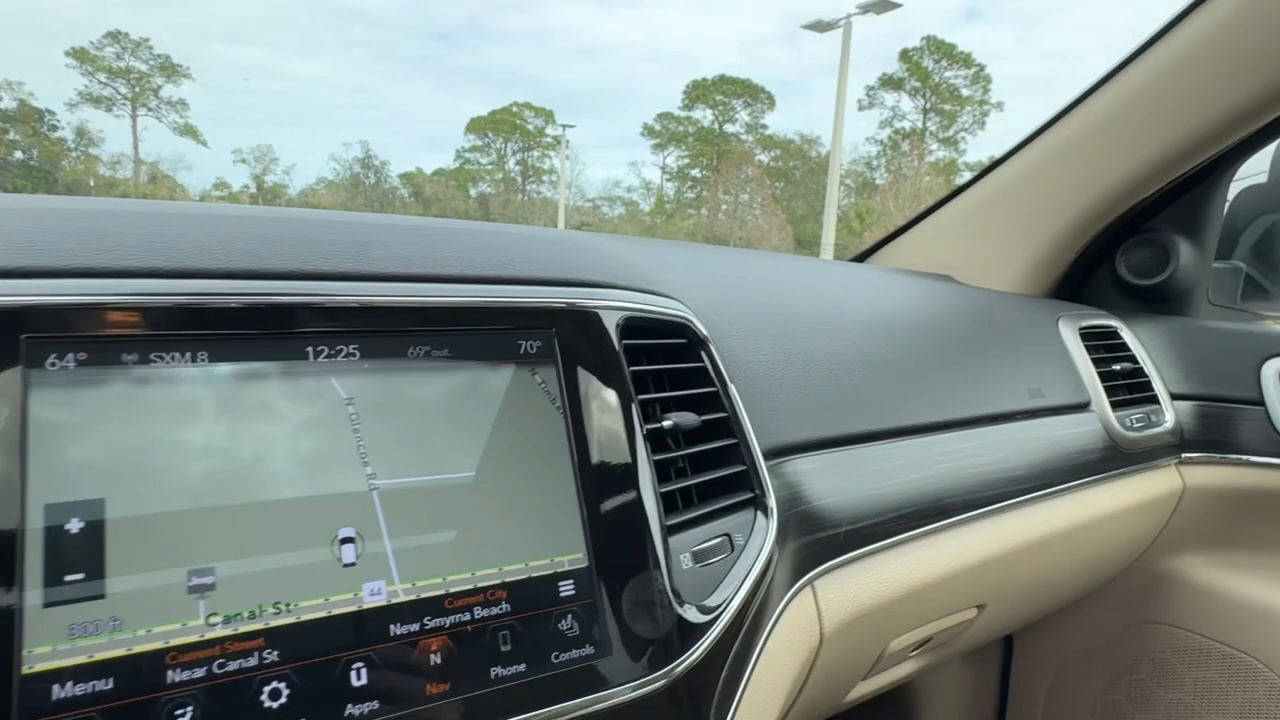 64° SXM 8 12:25 69° out. 70°
N Glencoe Rd
N Timber
+
−
Jeep
44
300 ft
Canal St
Current Street
Near Canal St
Current City
New Smyrna Beach
Menu
Apps
N
Nav
Phone
Controls